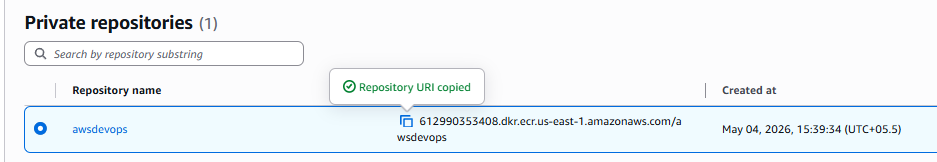 Private repositories (1)
Search by repository substring
Repository URI copied
Repository name
Created at
awsdevops
612990353408.dkr.ecr.us-east-1.amazonaws.com/a
wsdevops
May 04, 2026, 15:39:34 (UTC+05.5)